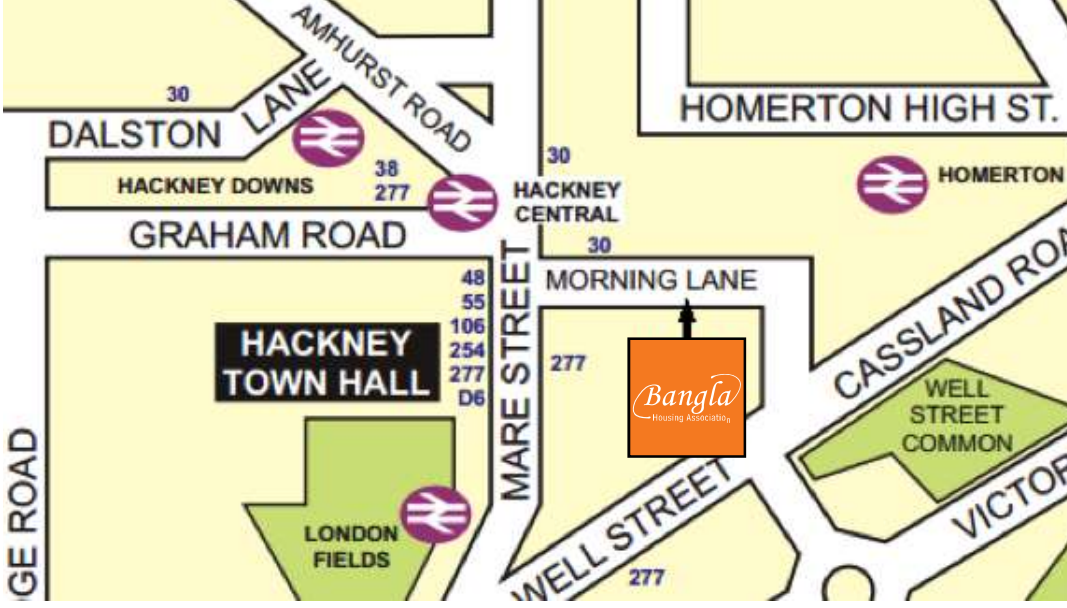 AMHURST ROAD
30
DALSTON LANE
HOMERTON HIGH ST.
30
38
277
HACKNEY DOWNS
HACKNEY
CENTRAL
HOMERTON
GRAHAM ROAD
30
48
55
106
254
277
D6
MORNING LANE
MARE STREET
HACKNEY
TOWN HALL
277
Bangla
Housing Association
CASSLAND ROA
WELL
STREET
COMMON
DGE ROAD
LONDON
FIELDS
WELL STREET
277
VICTOR